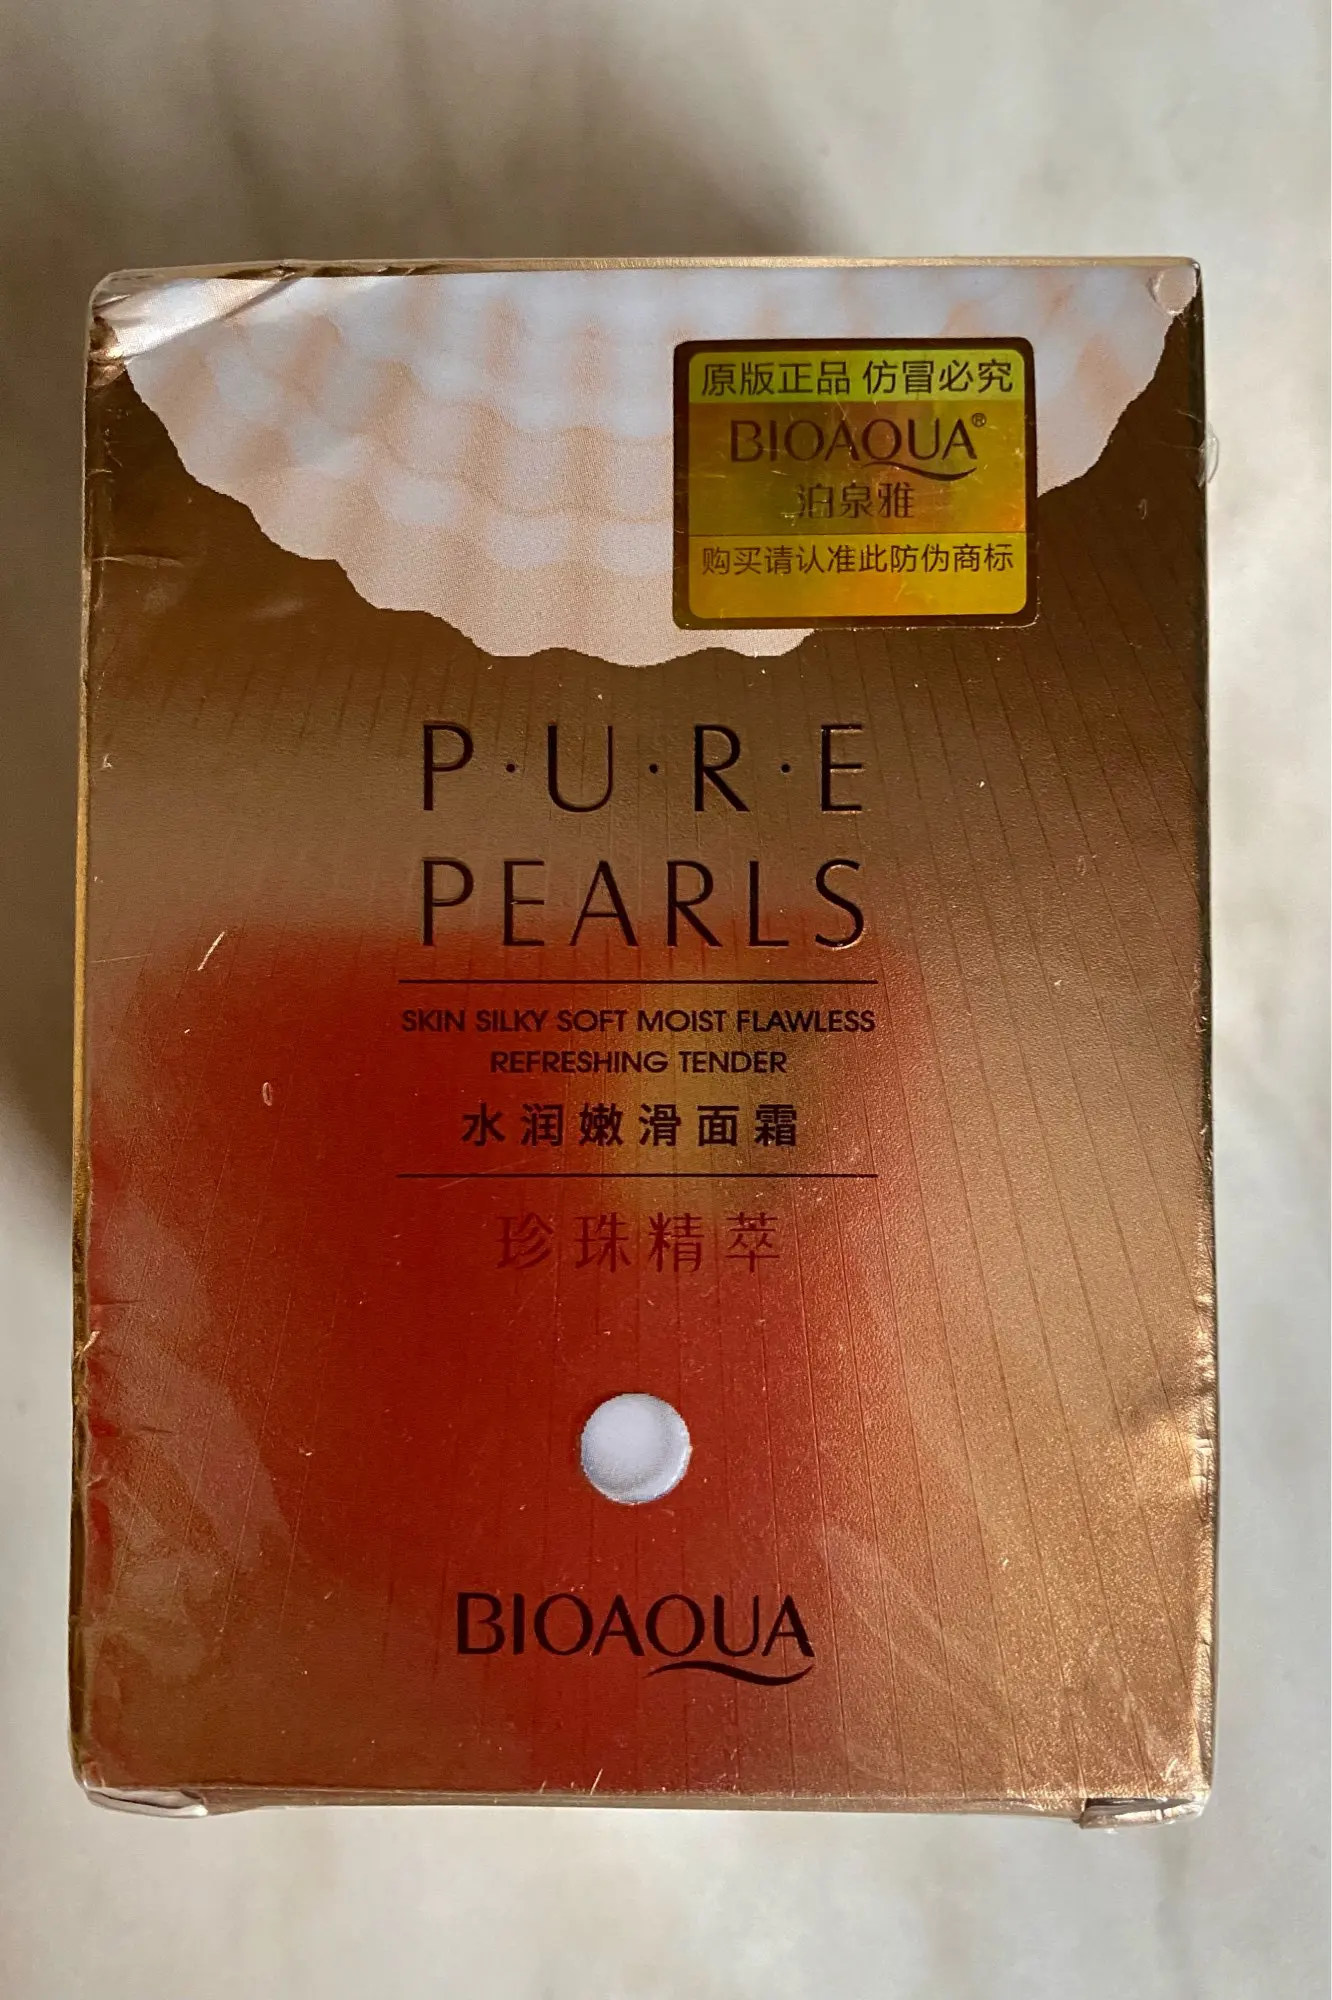 原版正品 仿冒必究
BIOAQUA®
泊泉雅
购买请认准此防伪商标
P·U·R·E
PEARLS
SKIN SILKY SOFT MOIST FLAWLESS
REFRESHING TENDER
水润嫩滑面霜
珍珠精萃
BIOAQUA